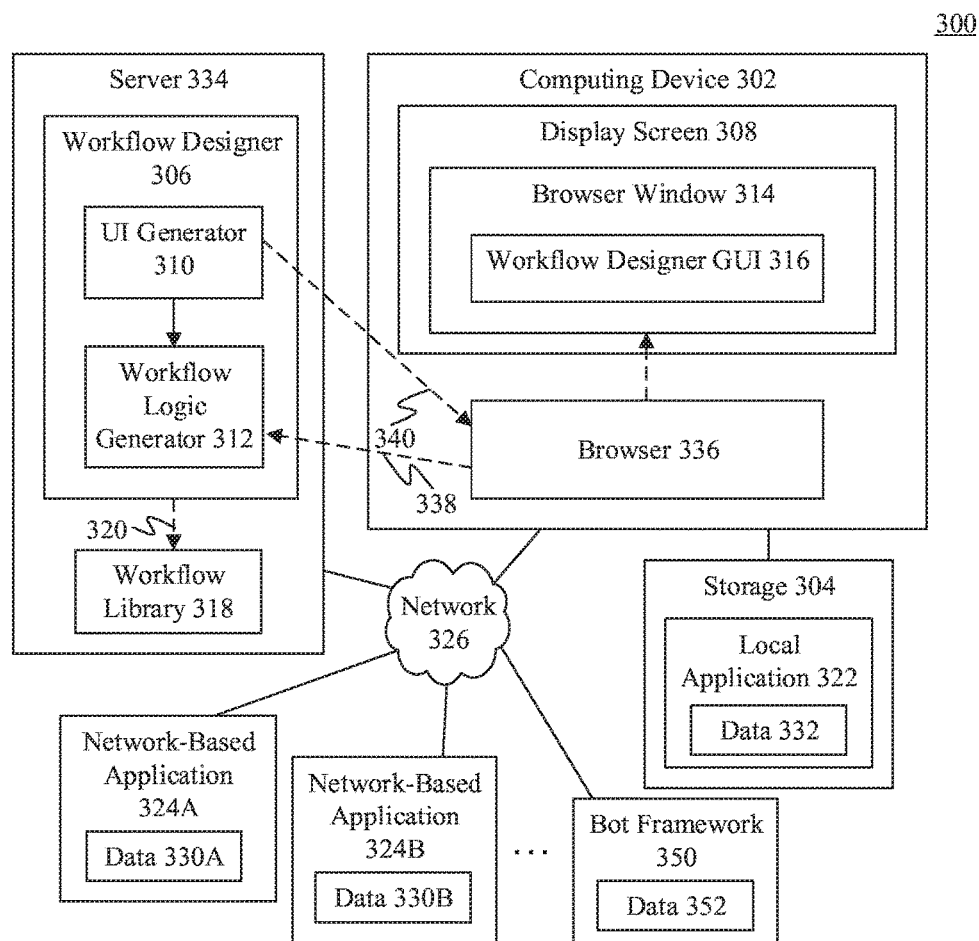 300
Server 334
Workflow Designer
306
UI Generator
310
Workflow
Logic
Generator 312
320
Workflow
Library 318
Computing Device 302
Display Screen 308
Browser Window 314
Workflow Designer GUI 316
340
338
Browser 336
Network
326
Storage 304
Local
Application 322
Data 332
Network-Based
Application
324A
Data 330A
Network-Based
Application
324B
Data 330B
...
Bot Framework
350
Data 352